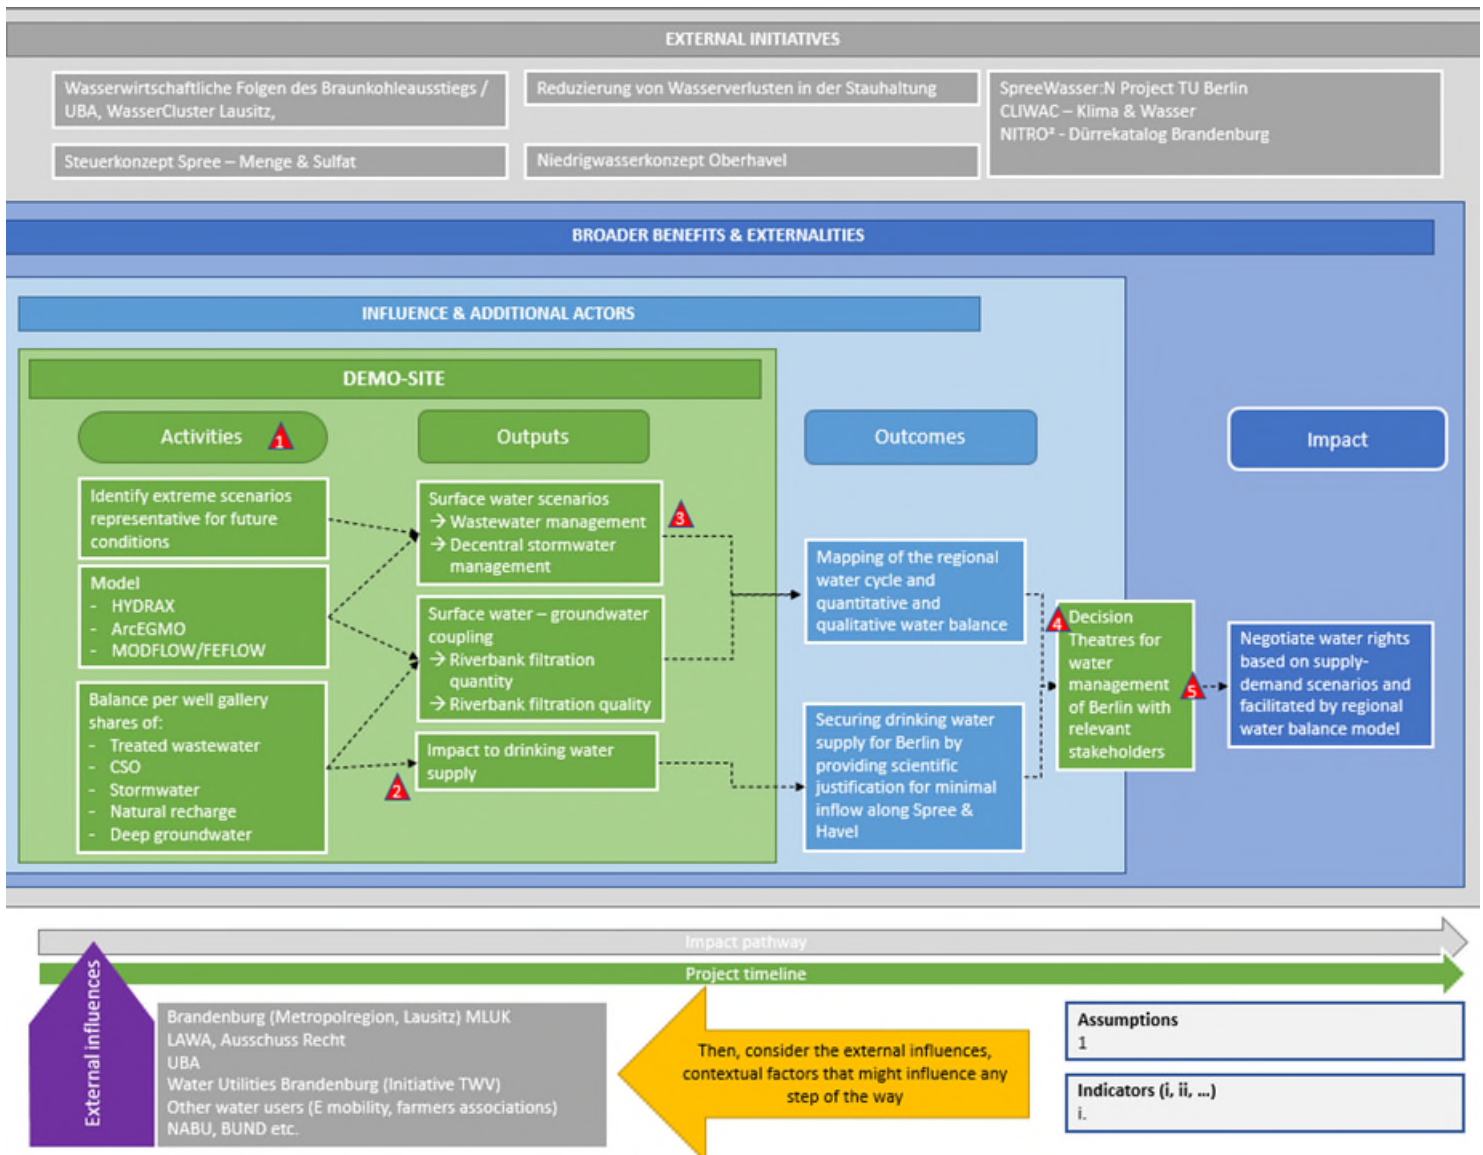 EXTERNAL INITIATIVES
Wasserwirtschaftliche Folgen des Braunkohleausstiegs /
UBA, WasserCluster Lausitz,
Reduzierung von Wasserverlusten in der Stauhaltung
SpreeWasser:N Project TU Berlin
CLIWAC – Klima & Wasser
NITRO² - Dürrekatalog Brandenburg
Steuerkonzept Spree – Menge & Sulfat
Niedrigwasserkonzept Oberhavel
BROADER BENEFITS & EXTERNALITIES
INFLUENCE & ADDITIONAL ACTORS
DEMO-SITE
Activities
1
Outputs
Outcomes
Impact
Identify extreme scenarios
representative for future
conditions
Model
- HYDRAX
- ArcEGMO
- MODFLOW/FEFLOW
Balance per well gallery
shares of:
- Treated wastewater
- CSO
- Stormwater
- Natural recharge
- Deep groundwater
Surface water scenarios
→ Wastewater management
→ Decentral stormwater
management
3
Surface water – groundwater
coupling
→ Riverbank filtration
quantity
→ Riverbank filtration quality
Impact to drinking water
supply
2
Mapping of the regional
water cycle and
quantitative and
qualitative water balance
Securing drinking water
supply for Berlin by
providing scientific
justification for minimal
inflow along Spree &
Havel
4
Decision
Theatres for
water
management
of Berlin with
relevant
stakeholders
5
Negotiate water rights
based on supply-
demand scenarios and
facilitated by regional
water balance model
Impact pathway
Project timeline
External influences
Brandenburg (Metropolregion, Lausitz) MLUK
LAWA, Ausschuss Recht
UBA
Water Utilities Brandenburg (Initiative TWV)
Other water users (E mobility, farmers associations)
NABU, BUND etc.
Then, consider the external influences,
contextual factors that might influence any
step of the way
Assumptions
1
Indicators (i, ii, ...)
i.